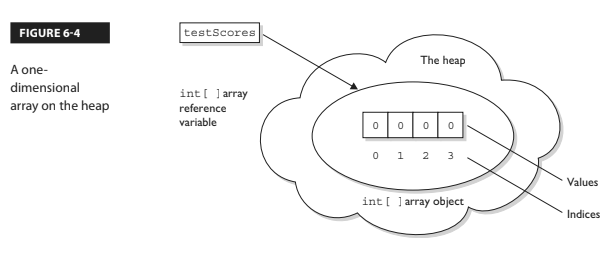 FIGURE 6-4
A one-
dimensional
array on the heap
testScores
int[ ] array
reference
variable
The heap
0 0 0 0
0 1 2 3
int[ ] array object
Values
Indices